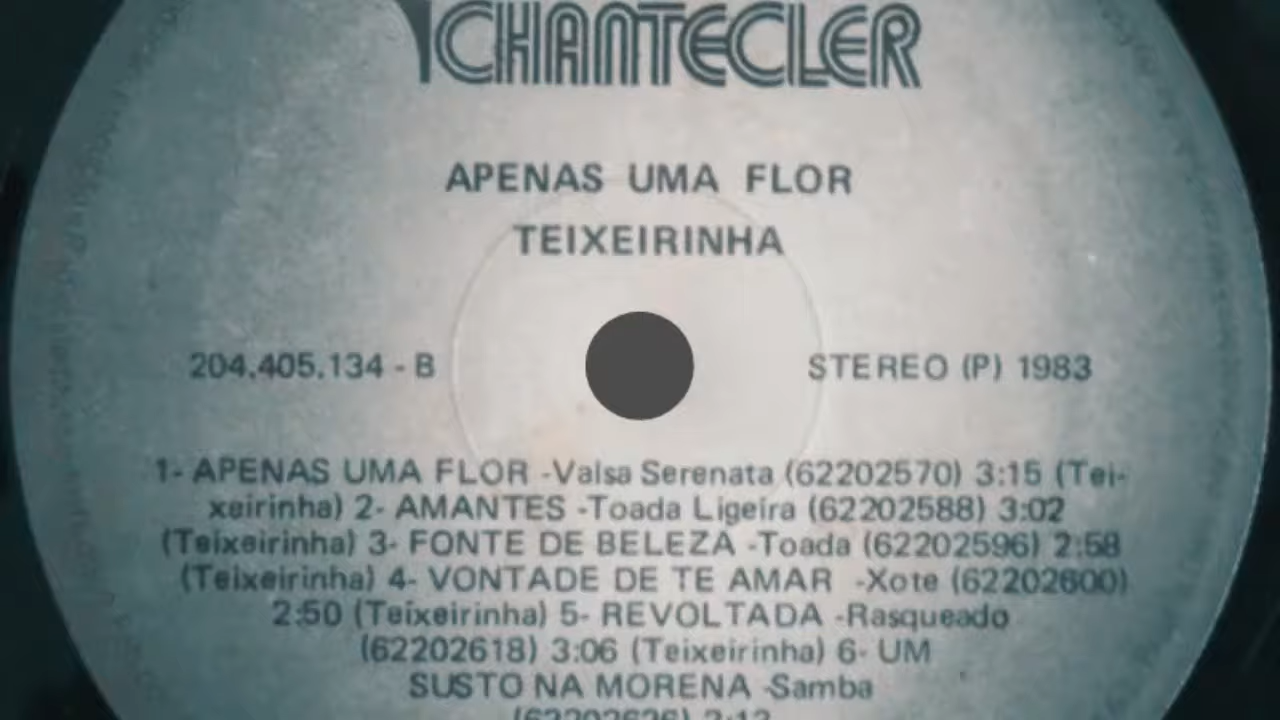 CHANTECLER
APENAS UMA FLOR
TEIXEIRINHA
204.405.134 - B
STEREO (P) 1983
1- APENAS UMA FLOR -Valsa Serenata (62202570) 3:15 (Tei-
xeirinha) 2- AMANTES -Toada Ligeira (62202588) 3:02
(Teixeirinha) 3- FONTE DE BELEZA -Toada (62202596) 2:58
(Teixeirinha) 4- VONTADE DE TE AMAR -Xote (62202600)
2:50 (Teixeirinha) 5- REVOLTADA -Rasqueado
(62202618) 3:06 (Teixeirinha) 6- UM
SUSTO NA MORENA -Samba